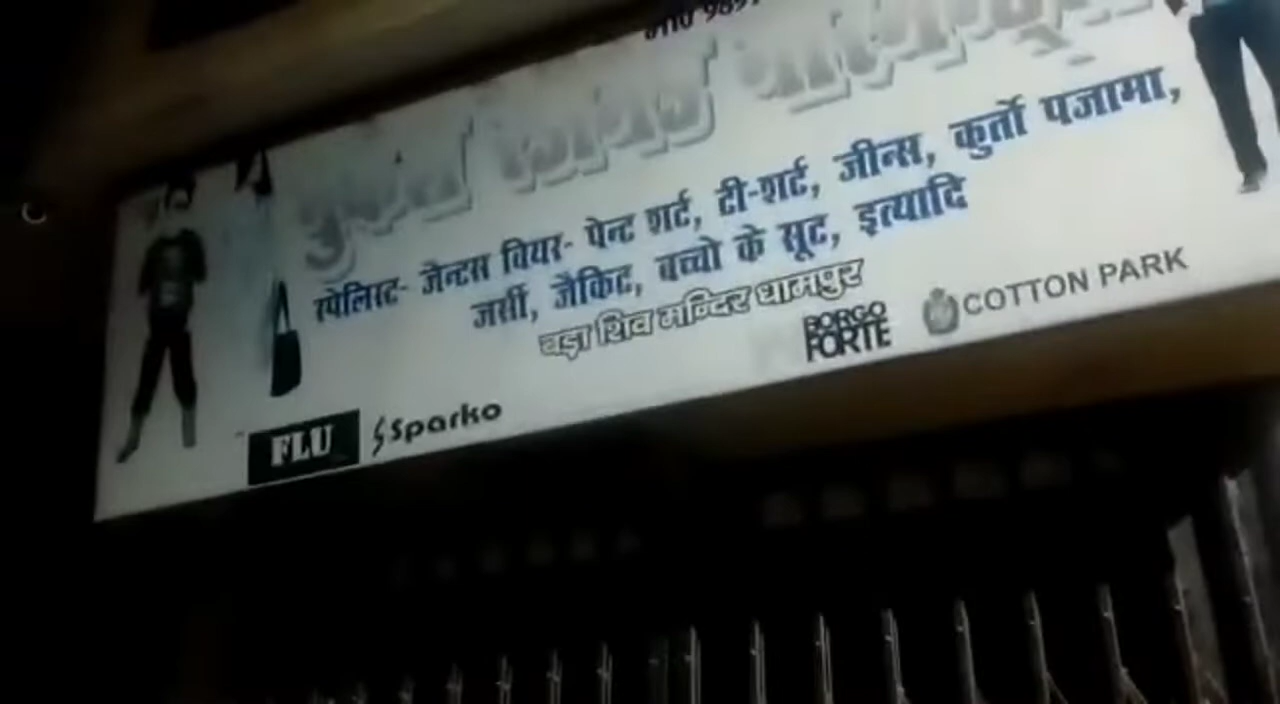 स्पेलिस्ट- जेन्टस वियर- पेन्ट शर्ट, टी-शर्ट, जीन्स, कुर्तो पजामा,
जर्सी, जैकिट, बच्चो के सूट, इत्यादि
बड़ा शिव मन्दिर धामपुर
BORGO FORTE
COTTON PARK
FLU
Sparko